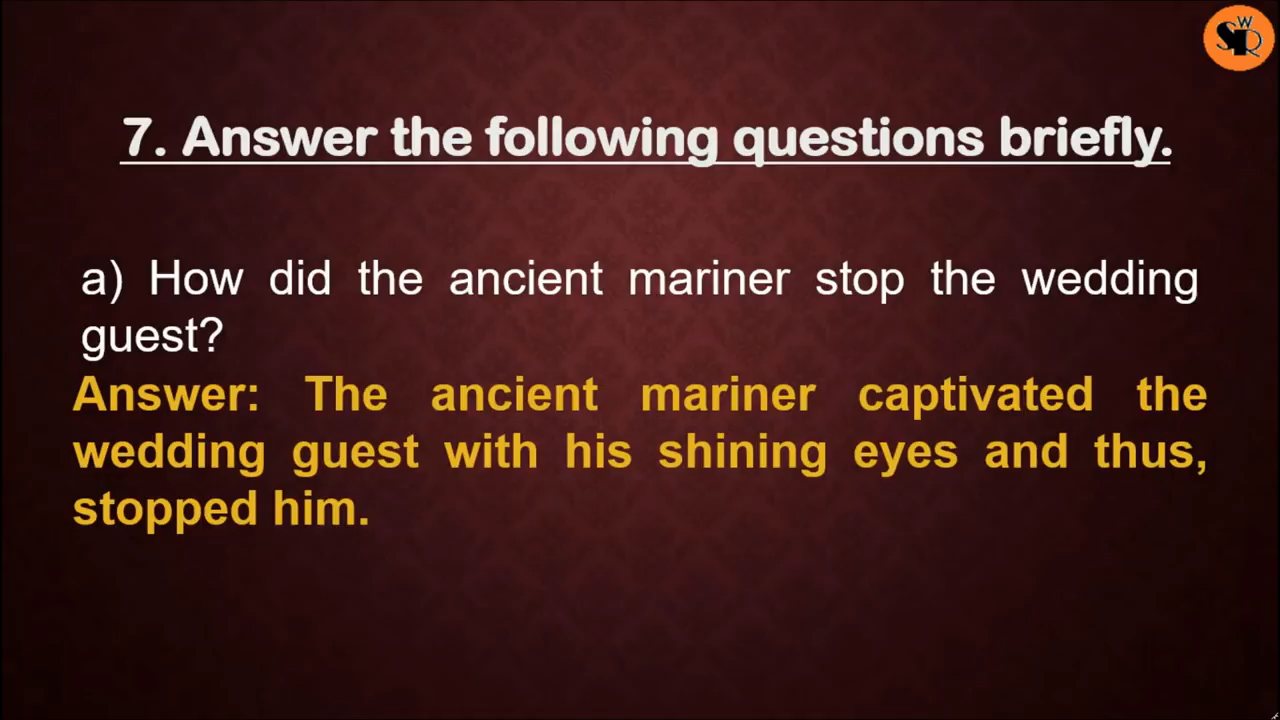 7. Answer the following questions briefly.
a) How did the ancient mariner stop the wedding
guest?
Answer: The ancient mariner captivated the
wedding guest with his shining eyes and thus,
stopped him.